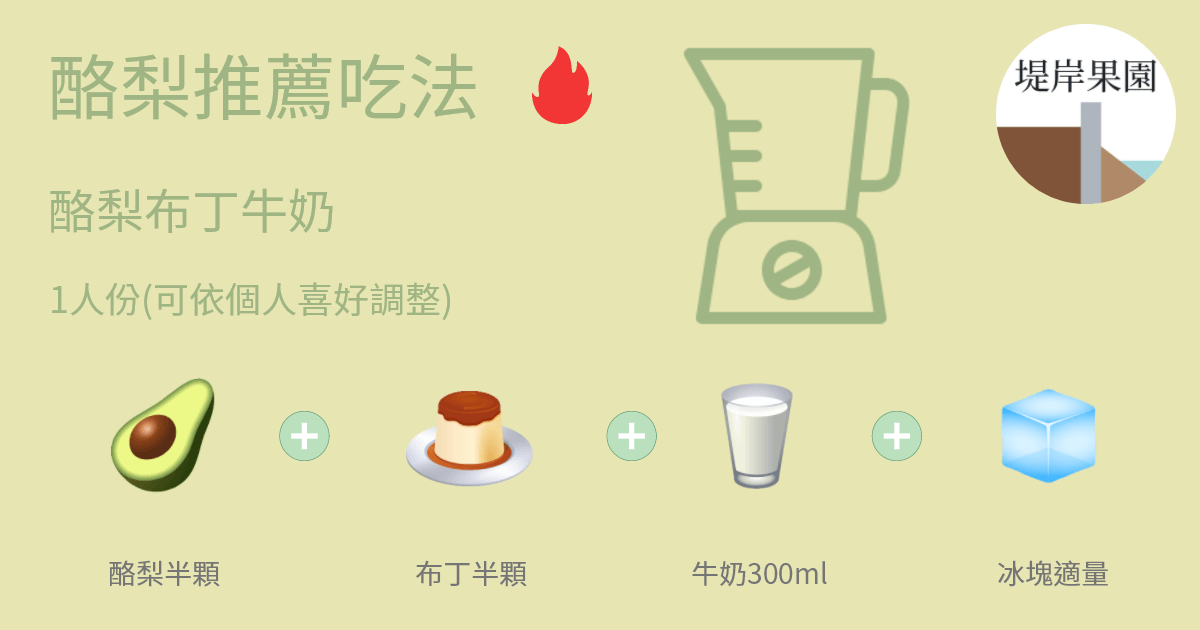 酪梨推薦吃法
堤岸果園
酪梨布丁牛奶
1人份(可依個人喜好調整)
酪梨半顆
布丁半顆
牛奶300ml
冰塊適量